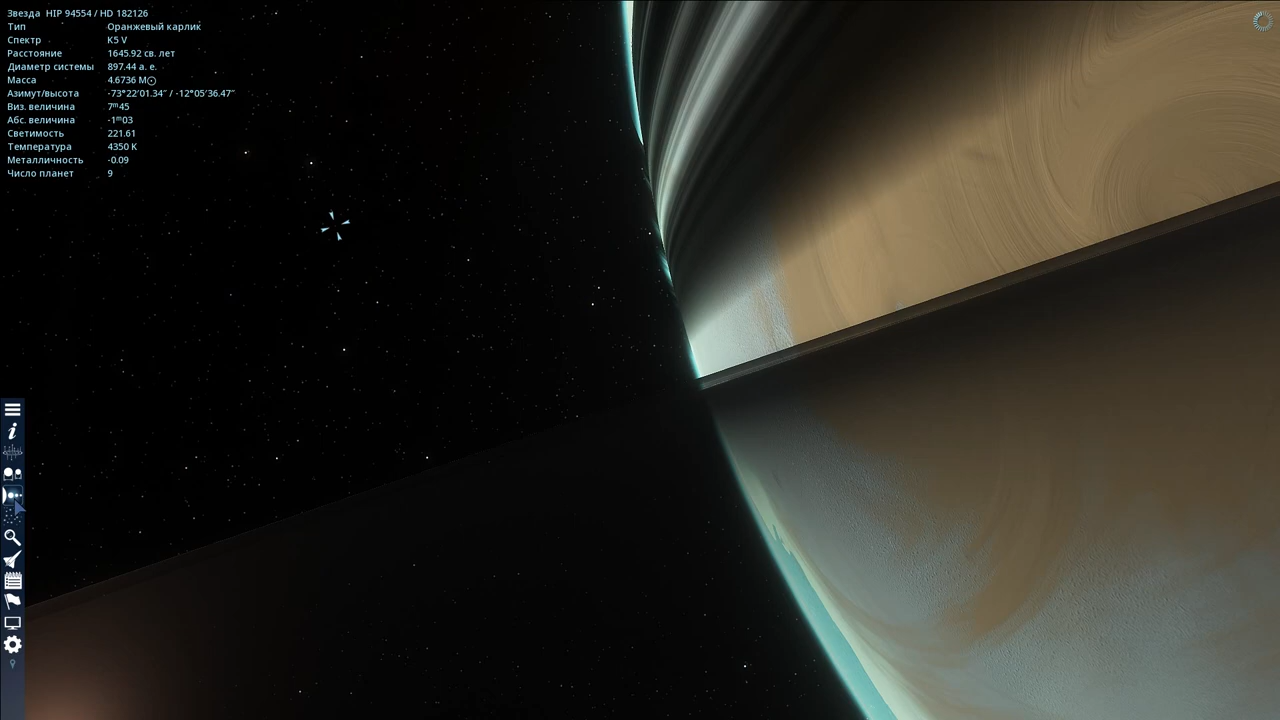 Звезда HIP 94554 / HD 182126
Тип Оранжевый карлик
Спектр K5 V
Расстояние 1645.92 св. лет
Диаметр системы 897.44 а. е.
Масса 4.6736 M☉
Азимут/высота -73°22′01.34″ / -12°05′36.47″
Виз. величина 7ᵐ45
Абс. величина -1ᵐ03
Светимость 221.61
Температура 4350 K
Металличность -0.09
Число планет 9